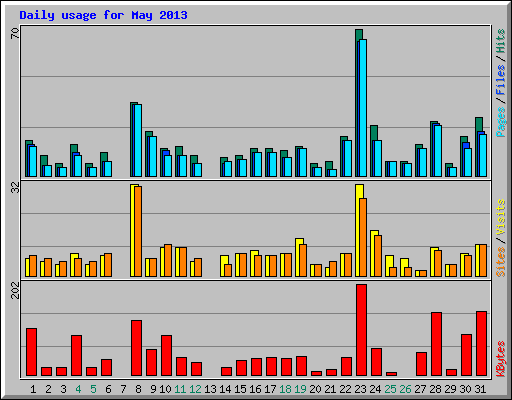 Daily usage for May 2013
70
Pages / Files / Hits
32
Sites / Visits
202
KBytes
1 2 3 4 5 6 7 8 9 10 11 12 13 14 15 16 17 18 19 20 21 22 23 24 25 26 27 28 29 30 31